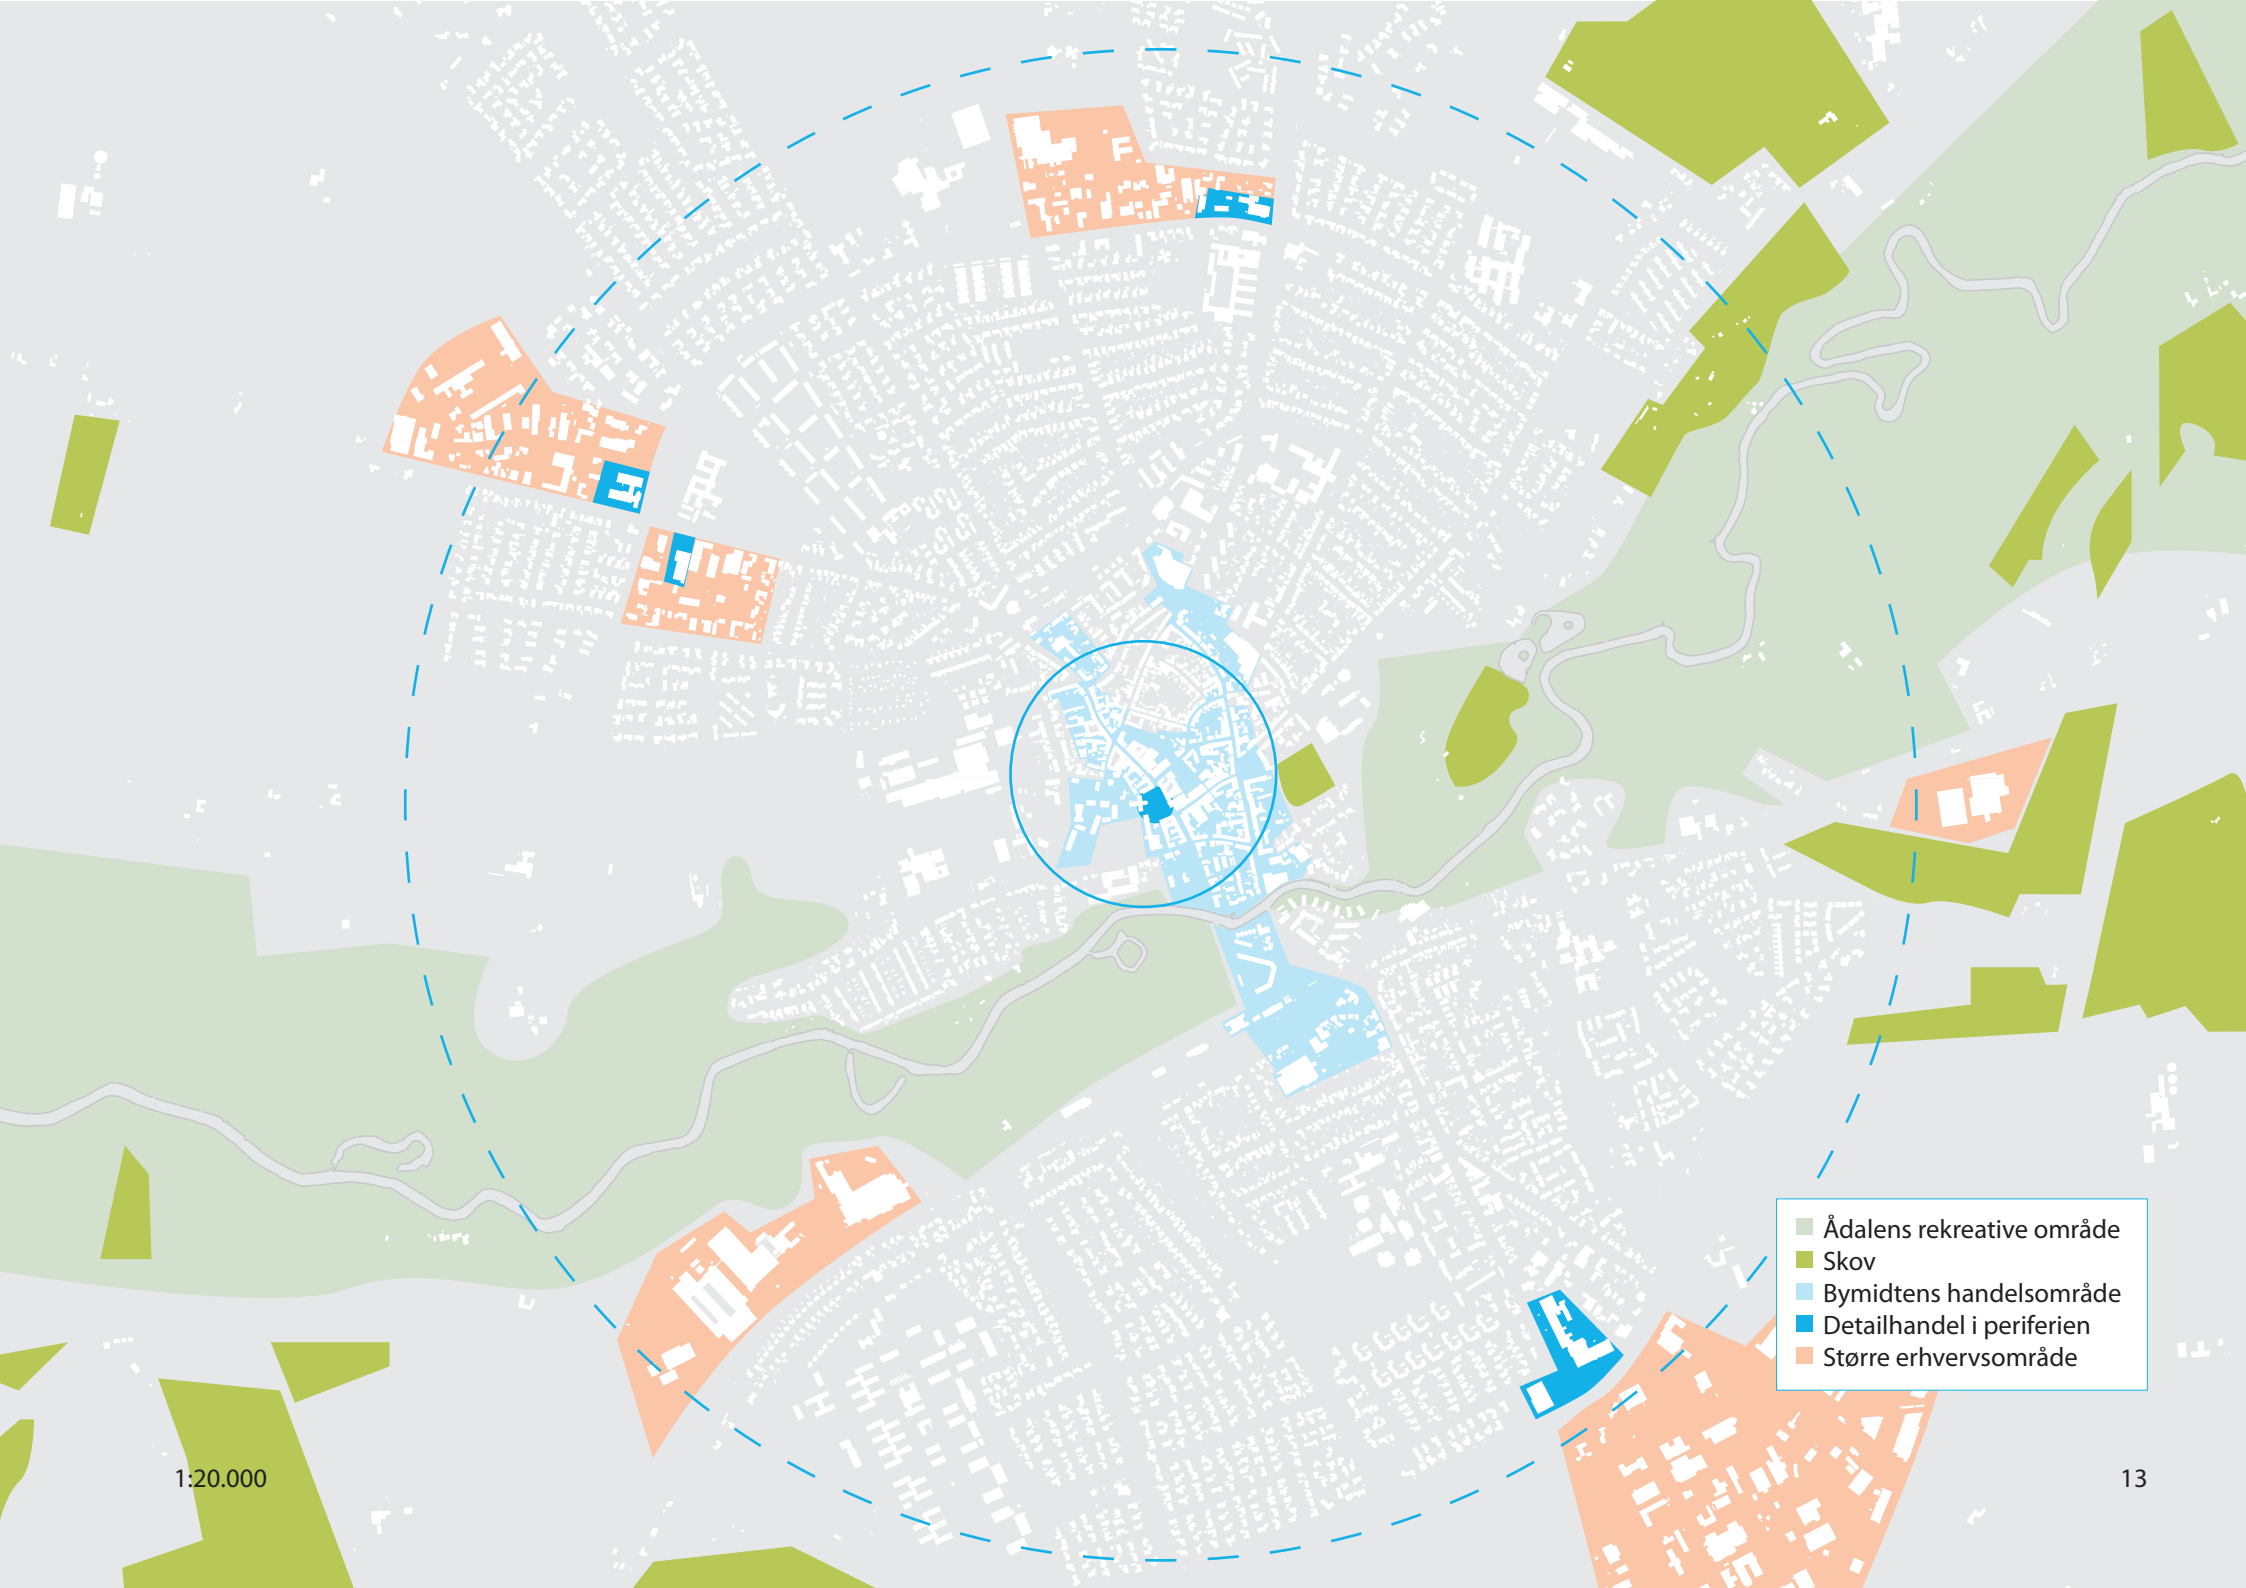 Ådalens rekreative område
Skov
Bymidtens handelsområde
Detailhandel i periferien
Større erhvervsområde
1:20.000
13